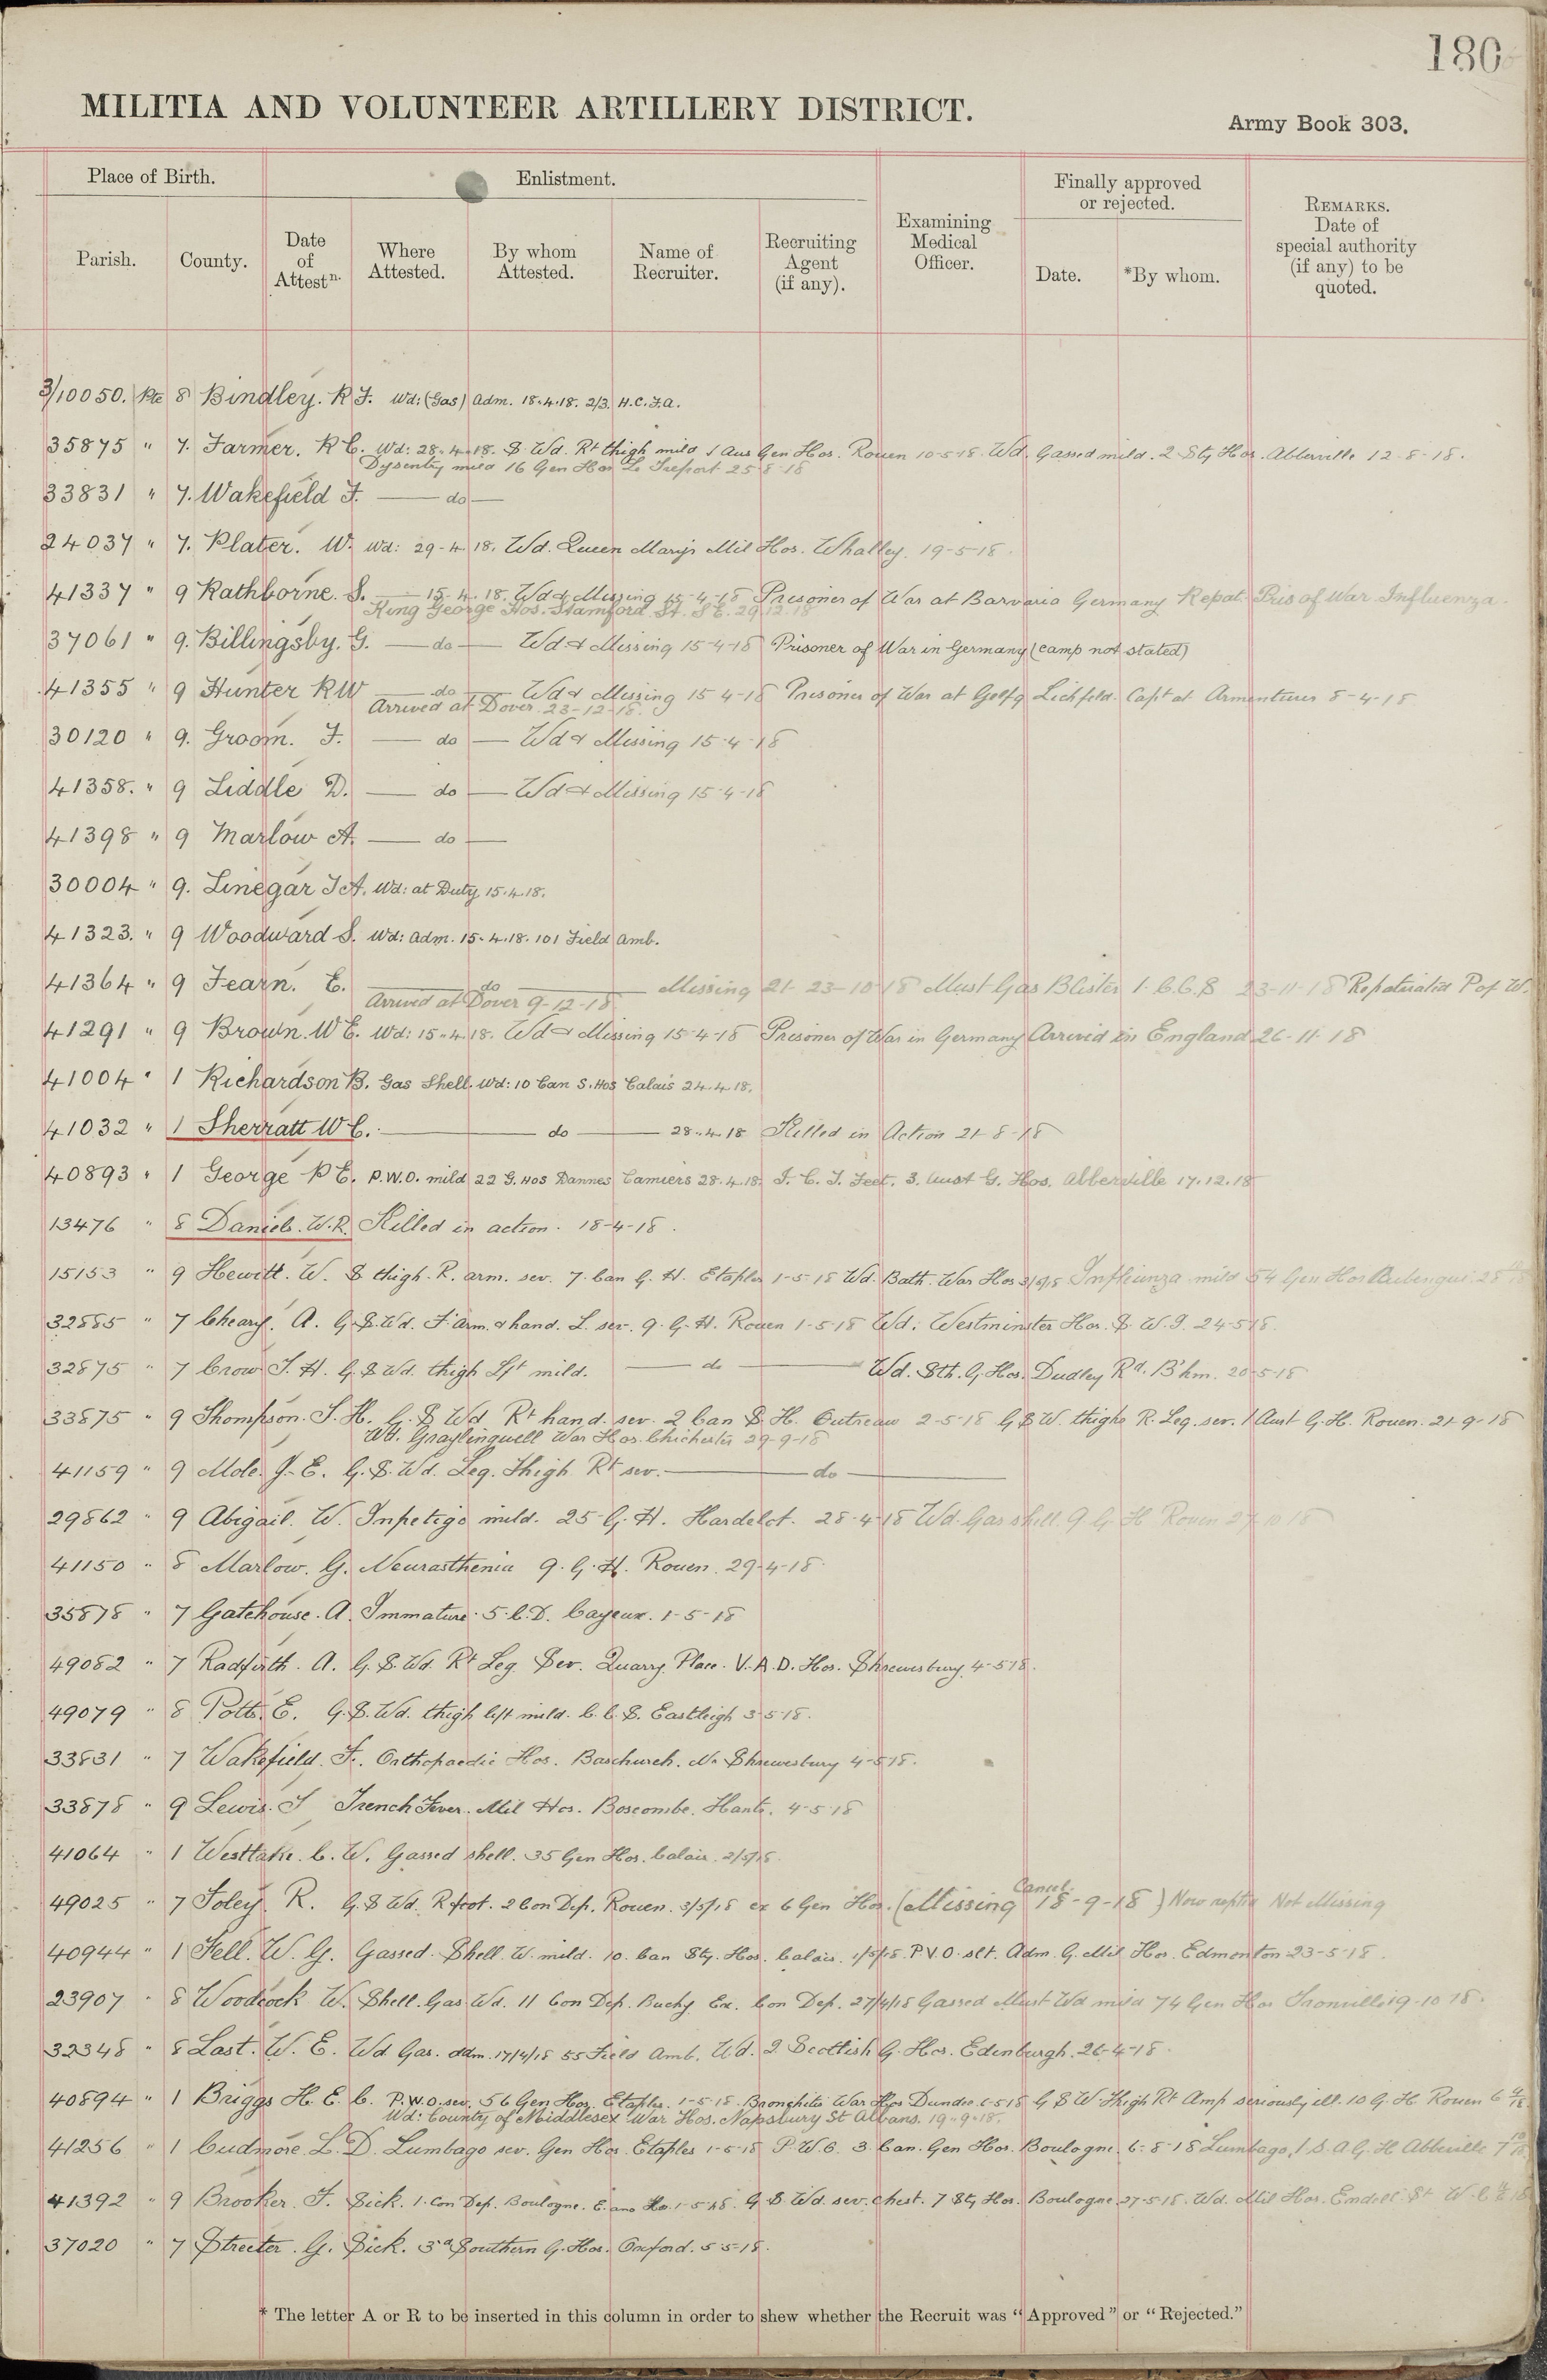 180
MILITIA AND VOLUNTEER ARTILLERY DISTRICT.
Army Book 303.
Place of Birth.
Enlistment.
Finally approved or rejected.
Parish.
County.
Date of Attestn.
Where Attested.
By whom Attested.
Name of Recruiter.
Recruiting Agent (if any).
Examining Medical Officer.
Date.
*By whom.
REMARKS. Date of special authority (if any) to be quoted.
3/10050. Pte 8 Bindley. R J. Wd: (Gas) Adm. 18.4.18. 2/3. H.C.F.A.
35875 " 7. Farmer. R C. Wd: 28.4.18. S. Wd. Rt thigh mild 1 Aus Gen Hos. Rouen 10-5-18. Wd. Gassed mild. 2 Sty Hos. Abbeville 12-8-18.
Dysentry mild 16 Gen Hos Le Treport 25-8-18
33831 " 7. Wakefield F. — do —
24037 " 7. Plater. W. Wd: 29-4-18. Wd. Queen Mary's Mil Hos. Whalley. 19-5-18.
41337 " 9 Rathborne. S. — 15.4.18. Wd & Missing 15-4-18 Prisoner of War at Barvaria Germany Repat. Pris of War Influenza.
King George Hos. Stamford St. S E. 29.12.18
37061 " 9. Billingsby. G. — do — Wd & Missing 15-4-18 Prisoner of War in Germany (camp not stated)
41355 " 9 Hunter R W — do — Wd & Missing 15-4-18 Prisoner of War at Lichfeld. Capt at Armentieres 8-4-18
Arrived at Dover. 23-12-18.
30120 " 9. Groom. F. — do — Wd & Missing 15-4-18
41358. " 9 Liddle D. — do — Wd & Missing 15-4-18
41398 " 9 Marlow A. — do —
30004 " 9. Linegar J A. Wd: at Duty 15.4.18.
41323. " 9 Woodward S. Wd: Adm. 15.4.18. 101 Field Amb.
41364 " 9 Fearn. E. — do — Missing 21-23-10-18 Must Gas Blister 1. C.C.S 23-11-18 Repatriated P of W.
Arrived at Dover 9-12-18
41291 " 9 Brown. W E. Wd: 15.4.18. Wd & Missing 15-4-18 Prisoner of War in Germany Arrived in England 26-11-18
41004 " 1 Richardson B. Gas Shell. Wd: 10 Can S. Hos Calais 24.4.18.
41032 " 1 Sherratt W C. — do — 28.4.18 Killed in Action 21-8-18
40893 " 1 George P E. P.W.O. mild 22 G. Hos Dannes Camiers 28.4.18. I. C. T. Feet. 3. Aust G. Hos. Abbeville 17.12.18
13476 " 8 Daniels. W.R. Killed in action. 18-4-18.
15153 " 9 Hewitt. W. S thigh. R. arm. sev. 7. Can G. H. Etaples 1-5-18 Wd. Bath. War Hos Influenza mild 54 Gen Hos
32885 " 7 Cheary. A. G.S. Wd. F'arm. & hand. L. sev. 9. G. H. Rouen 1-5-18 Wd. Westminster Hos. S. W. 9. 24-5-18.
32875 " 7 Crow J. H. G S Wd. thigh Lft mild. — do — Wd. Sth. G. Hos. Dudley Rd. B'hm. 20-5-18
33875 " 9 Thompson. J. H. G. S Wd Rt hand. sev. 2 Can S. H. Outreau 2-5-18 G S W. thighs R. Leg. sev. 1 Aust G. H. Rouen. 21-9-18
Wd. Graylingwell War Hos. Chichester 29-9-18
41159 " 9 Mole. J. E. G. S. Wd. Leg. Thigh Rt sev. — do —
29862 " 9 Abigail. W. Inpetigo mild. 25 G. H. Hardelot. 28-4-18 Wd. Gas shell 9 G H Rouen 27-10-18
41150 " 8 Marlow. G. Neurasthenia 9. G. H. Rouen. 29-4-18
35878 " 7 Gatehouse. A. Immature. 5. C. D. Cayeux. 1-5-18
49082 " 7 Radfirth. A. G. S. Wd. Rt Leg Sev. Quarry Place. V.A.D. Hos. Shrewsbury 4-5-18.
49079 " 8 Potts. E. G. S. Wd. thigh left mild. C. C. S. Eastleigh 3-5-18.
33831 " 7 Wakefield. F. Orthopaedic Hos. Baschurch. Nr Shrewsbury 4-5-18.
33878 " 9 Lewis. J Trench Fever. Mil Hos. Boscombe. Hants. 4-5-18
41064 " 1 Westlake. C. W. Gassed shell. 35 Gen Hos. Calais. 2/5/18.
49025 " 7 Foley. R. G. S Wd. R foot. 2 Con Dep. Rouen. 3/5/18 ex 6 Gen Hos. (Missing Cancel. 18-9-18) Now reptd Not Missing
40944 " 1 Fell. W. G. Gassed. Shell. W. mild. 10. Can Sty. Hos. Calais. 1/5/18. P.V.O. slt. Adm. G. Mil Hos. Edmonton 23-5-18.
23907 " 8 Woodcock W. Shell. Gas Wd. 11 Con Dep. Buchy Ex. Con Dep. 27/4/18 Gassed Must Wd mild 74 Gen Hos Tronville 19-10-18.
32348 " 8 Last. W. E. Wd. Gas. Adm. 17/4/18 55 Field Amb. Wd. 2 Scottish G. Hos. Edinburgh. 26-4-18.
40894 " 1 Briggs H. E. C. P.W.O. sev. 56 Gen Hos. Etaples. 1-5-18. Bronchitis War Hos Dundee 6-5-18 G S W Thigh Rt Amp seriously ill. 10 G. H. Rouen
Wd: County of Middlesex War Hos. Napsbury St Albans. 19-9-18.
41256 " 1 Cudmore. L. D. Lumbago sev. Gen Hos. Etaples 1-5-18 P. W. O. 3. Can. Gen Hos. Boulogne. 6-8-18 Lumbago, 1. S. A G. H Abbeville
41392 " 9 Brooker. F. Sick. 1. Con Dep. Boulogne. 1-5-18. G S. Wd. sev. chest. 7 Sty Hos. Boulogne 27-5-18. Wd. Mil Hos. Endell St W.C.
37020 " 7 Streeter. G. Sick. 3d Southern G. Hos. Oxford. 5-5-18.
* The letter A or R to be inserted in this column in order to shew whether the Recruit was "Approved" or "Rejected."